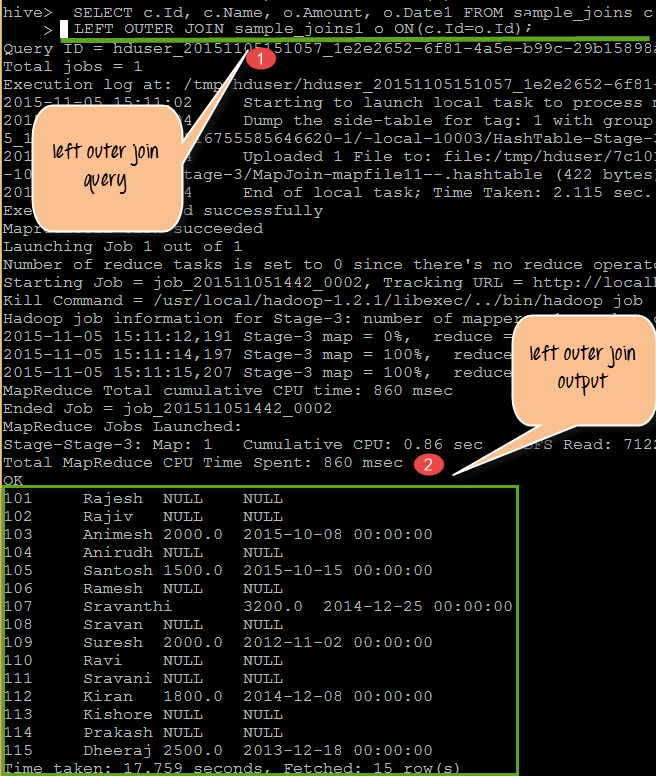 hive>  SELECT c.Id, c.Name, o.Amount, o.Date1 FROM sample_joins c
    > LEFT OUTER JOIN sample_joins1  o ON(c.Id=o.Id);
Query ID = hduser_20151105151057_1e2e2652-6f81-4a5e-b99c-29b15898a
1
Total jobs = 1
Execution log at: /tmp/hduser/hduser_20151105151057_1e2e2652-6f81-
2015-11-05 15:11:02     Starting to launch local task to process m
201 4     Dump the side-table for tag: 1 with group
5_1 16755585646620-1/-local-10003/HashTable-Stage-3
201 4     Uploaded 1 File to: file:/tmp/hduser/7c101
-10 tage-3/MapJoin-mapfile11--.hashtable (422 bytes)
201 4     End of local task; Time Taken: 2.115 sec.
left outer join
query
Exe d successfully
Mapr succeeded
Launching Job 1 out of 1
Number of reduce tasks is set to 0 since there's no reduce operato
Starting Job = job_201511051442_0002, Tracking URL = http://local
Kill Command = /usr/local/hadoop-1.2.1/libexec/../bin/hadoop job
Hadoop job information for Stage-3: number of mapper
2015-11-05 15:11:12,191 Stage-3 map = 0%,  reduce =
2015-11-05 15:11:14,197 Stage-3 map = 100%,  reduce
2015-11-05 15:11:15,207 Stage-3 map = 100%,  reduce
left outer join
output
MapReduce Total cumulative CPU time: 860 msec
Ended Job = job_201511051442_0002
MapReduce Jobs Launched:
Stage-Stage-3: Map: 1   Cumulative CPU: 0.86 sec   DFS Read: 7122
Total MapReduce CPU Time Spent: 860 msec
2
OK
101     Rajesh  NULL    NULL
102     Rajiv   NULL    NULL
103     Animesh 2000.0  2015-10-08 00:00:00
104     Anirudh NULL    NULL
105     Santosh 1500.0  2015-10-15 00:00:00
106     Ramesh  NULL    NULL
107     Sravanthi       3200.0  2014-12-25 00:00:00
108     Sravan  NULL    NULL
109     Suresh  2000.0  2012-11-02 00:00:00
110     Ravi    NULL    NULL
111     Sravani NULL    NULL
112     Kiran   1800.0  2014-12-08 00:00:00
113     Kishore NULL    NULL
114     Prakash NULL    NULL
115     Dheeraj 2500.0  2013-12-18 00:00:00
Time taken: 17.759 seconds, Fetched: 15 row(s)